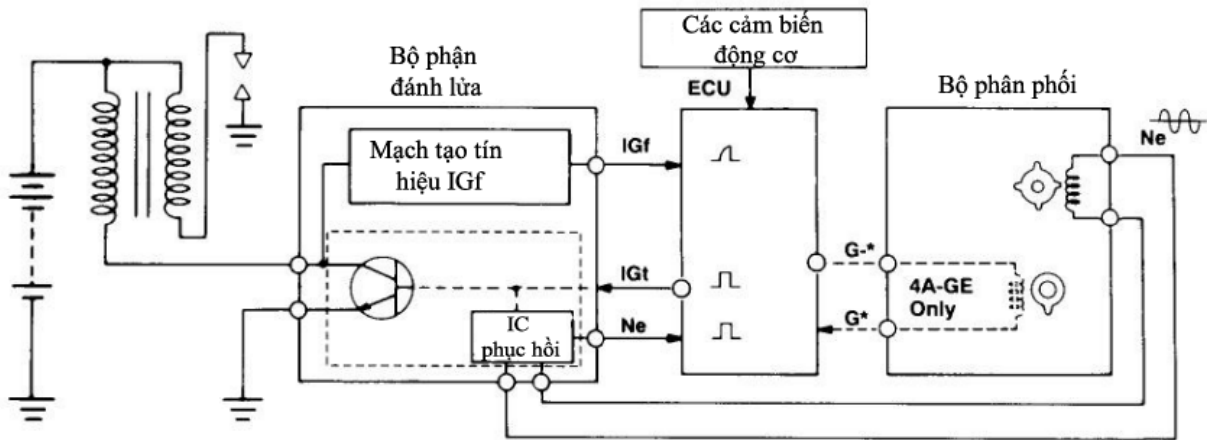 Các cảm biến
động cơ
Bộ phận
đánh lửa
ECU
Bộ phân phối
Mạch tạo tín
hiệu IGf
IGf
Ne
IGt
G-*
4A-GE
Only
G*
IC
phục hồi
Ne